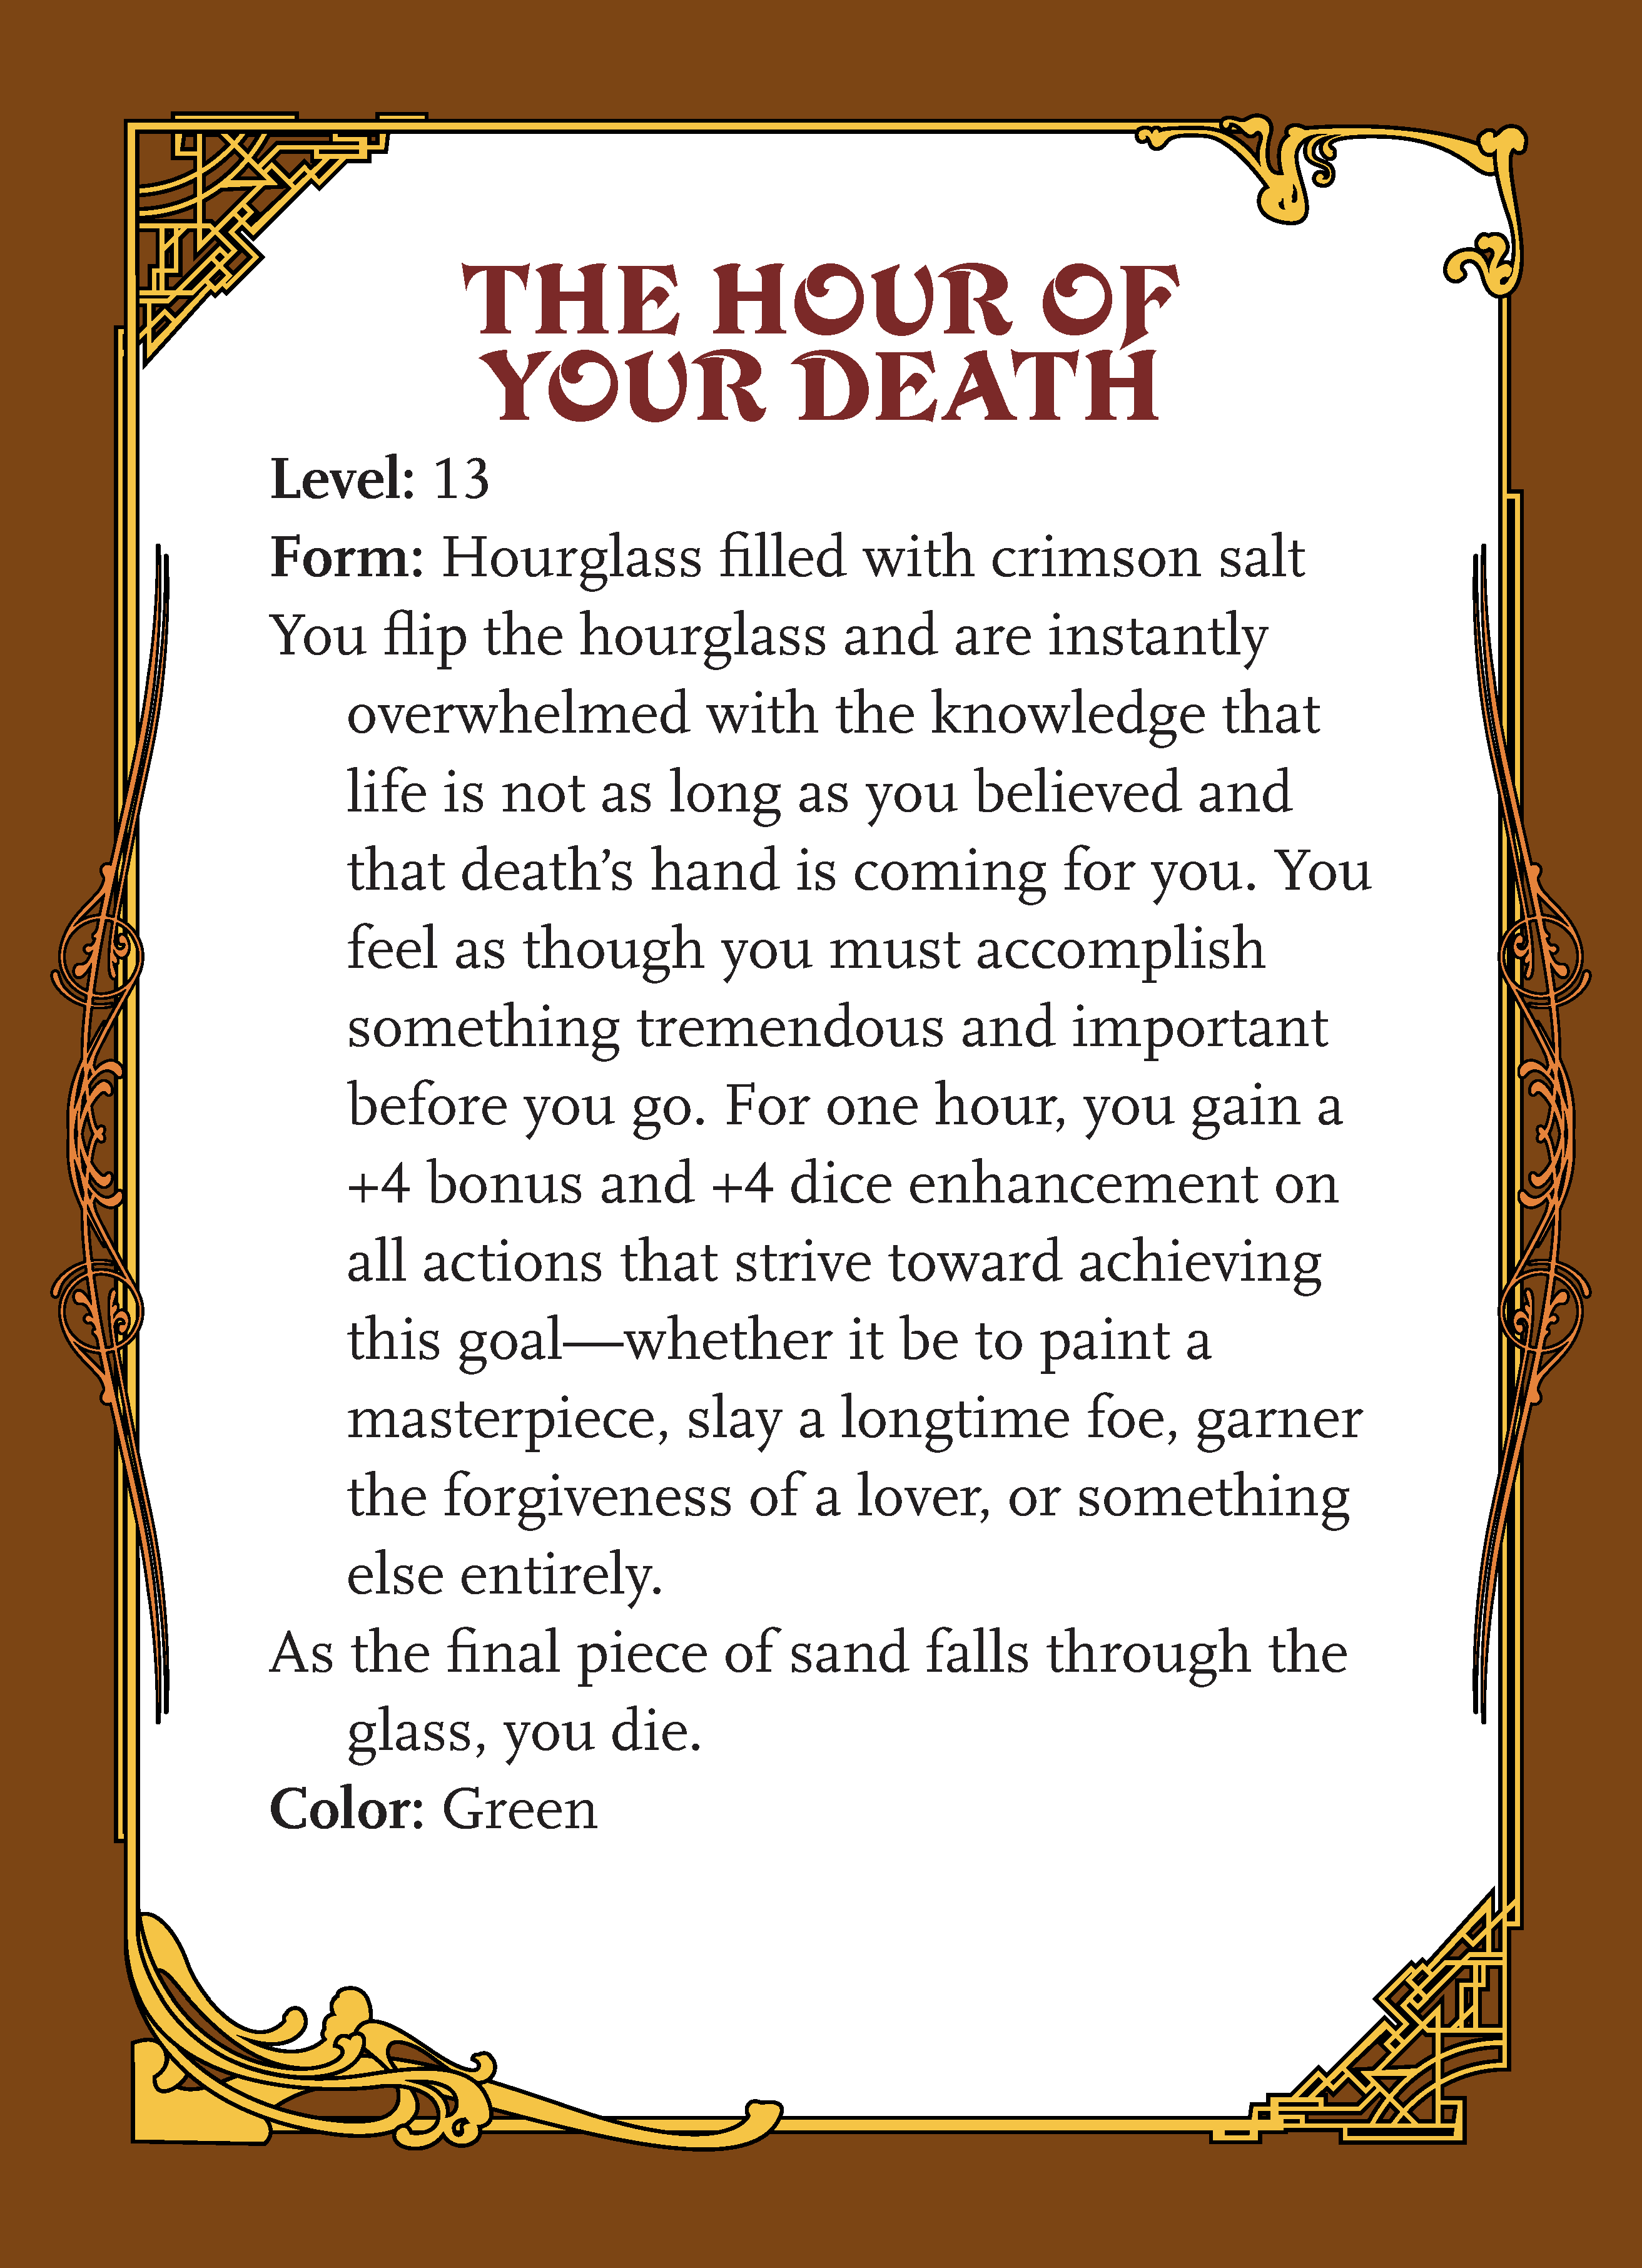 THE HOUR OF
YOUR DEATH
Level: 13
Form: Hourglass filled with crimson salt
You flip the hourglass and are instantly
overwhelmed with the knowledge that
life is not as long as you believed and
that death’s hand is coming for you. You
feel as though you must accomplish
something tremendous and important
before you go. For one hour, you gain a
+4 bonus and +4 dice enhancement on
all actions that strive toward achieving
this goal—whether it be to paint a
masterpiece, slay a longtime foe, garner
the forgiveness of a lover, or something
else entirely.
As the final piece of sand falls through the
glass, you die.
Color: Green